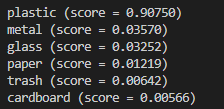 plastic (score = 0.90750)
metal (score = 0.03570)
glass (score = 0.03252)
paper (score = 0.01219)
trash (score = 0.00642)
cardboard (score = 0.00566)